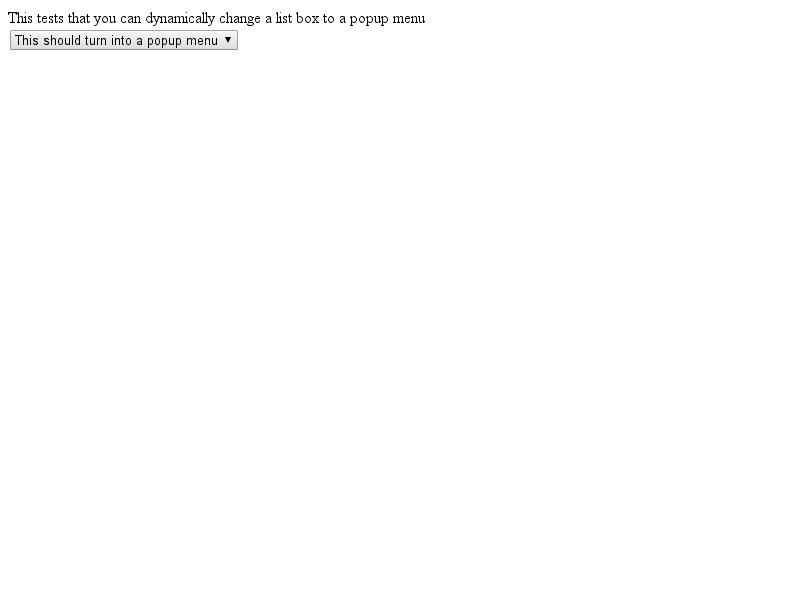 This tests that you can dynamically change a list box to a popup menu
This should turn into a popup menu